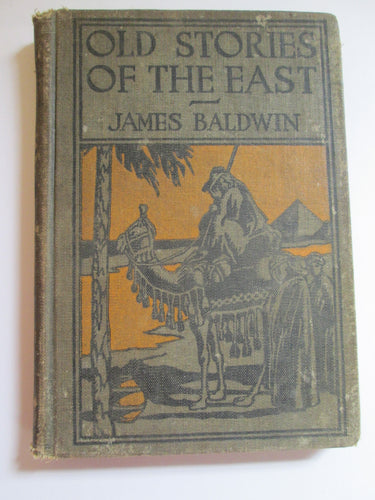 OLD STORIES
OF THE EAST
JAMES BALDWIN